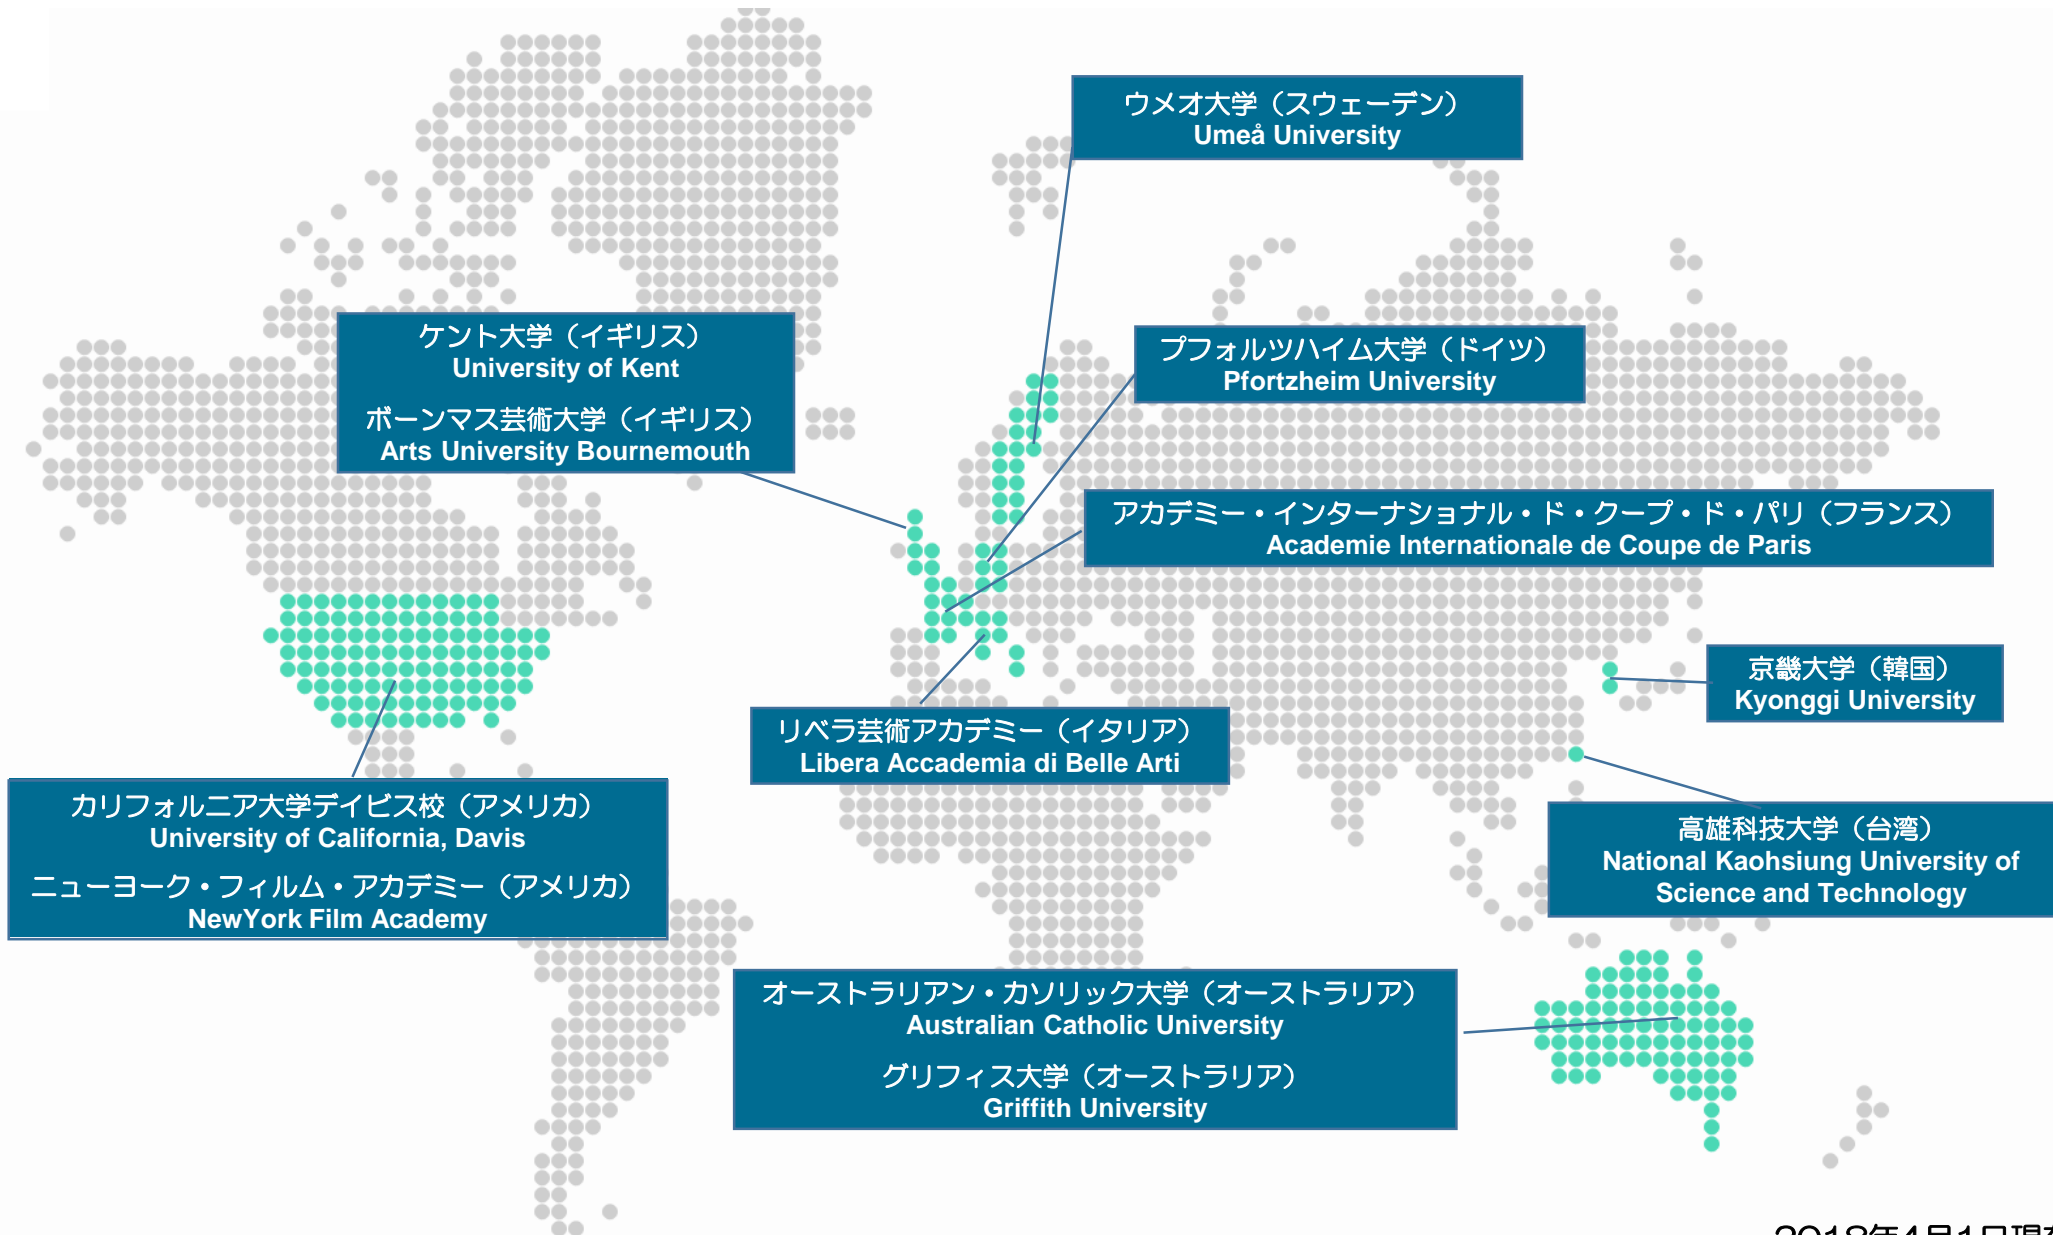 ウメオ大学（スウェーデン）
Umeå University
ケント大学（イギリス）
University of Kent
ボーンマス芸術大学（イギリス）
Arts University Bournemouth
プフォルツハイム大学（ドイツ）
Pfortzheim University
アカデミー・インターナショナル・ド・クープ・ド・パリ（フランス）
Academie Internationale de Coupe de Paris
京畿大学（韓国）
Kyonggi University
リベラ芸術アカデミー（イタリア）
Libera Accademia di Belle Arti
カリフォルニア大学デイビス校（アメリカ）
University of California, Davis
ニューヨーク・フィルム・アカデミー（アメリカ）
NewYork Film Academy
高雄科技大学（台湾）
National Kaohsiung University of
Science and Technology
オーストラリアン・カソリック大学（オーストラリア）
Australian Catholic University
グリフィス大学（オーストラリア）
Griffith University
2018年4月1日現在